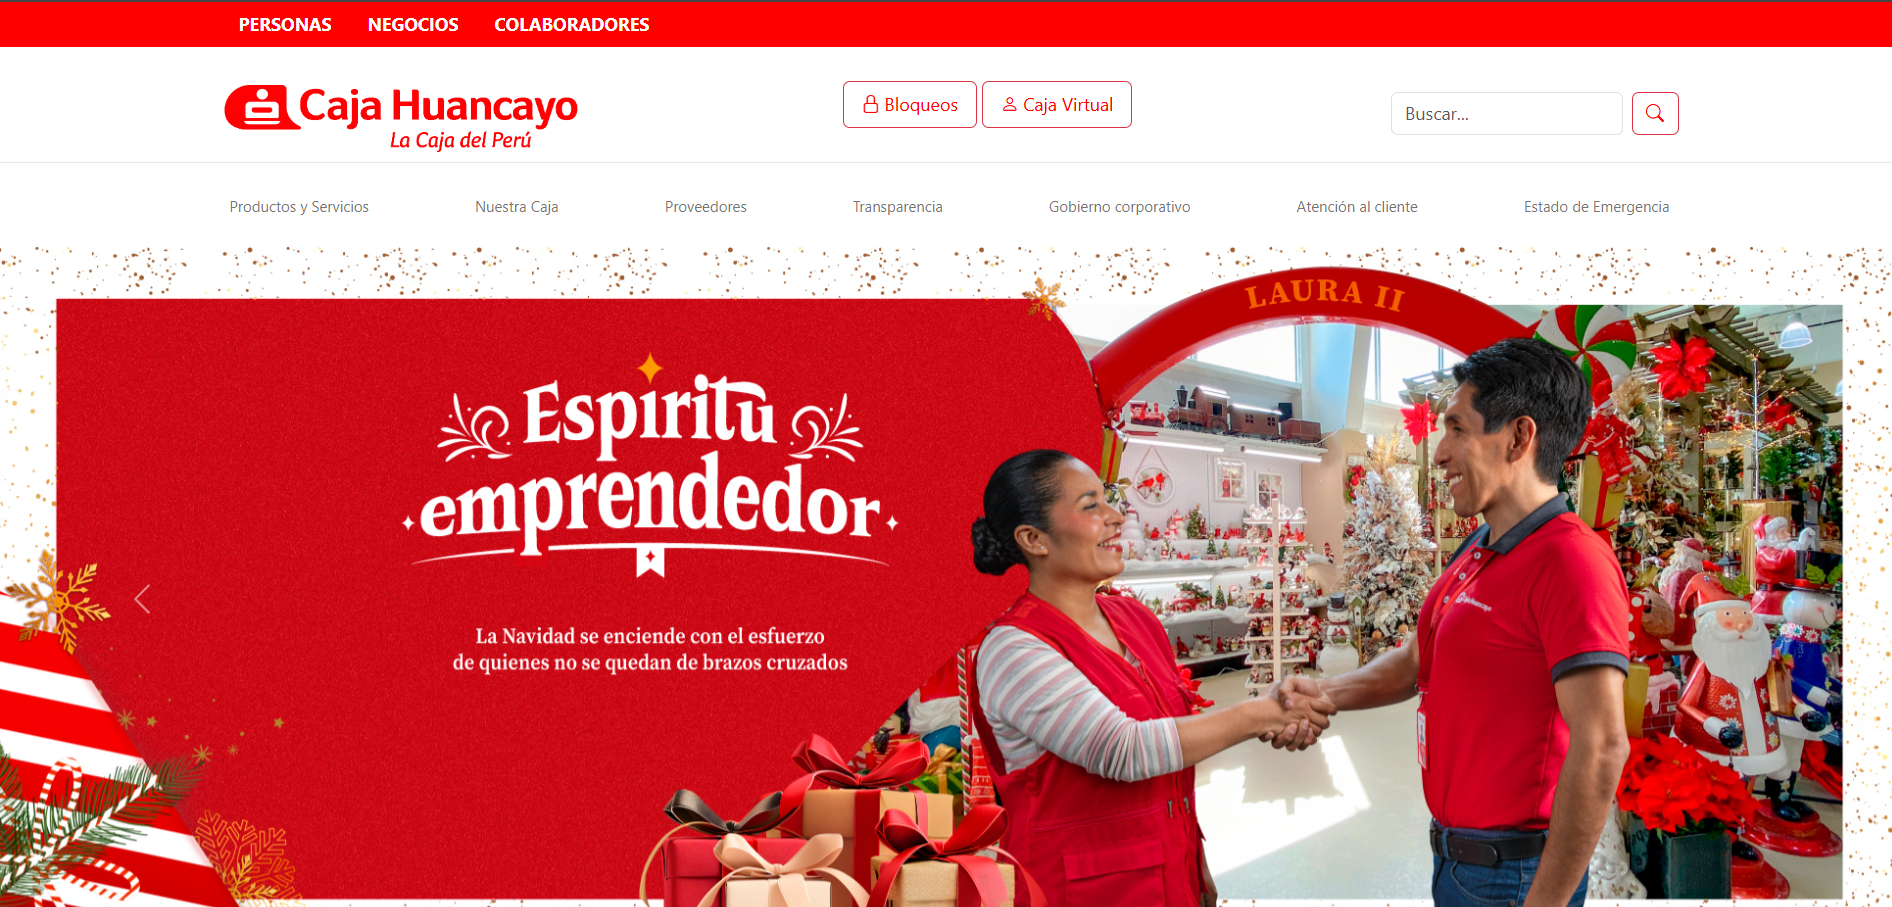 PERSONAS NEGOCIOS COLABORADORES
Caja Huancayo
La Caja del Perú
Bloqueos Caja Virtual Buscar...
Productos y Servicios Nuestra Caja Proveedores Transparencia Gobierno corporativo Atención al cliente Estado de Emergencia
LAURA II
Espíritu
emprendedor
La Navidad se enciende con el esfuerzo
de quienes no se quedan de brazos cruzados
Caja Huancayo